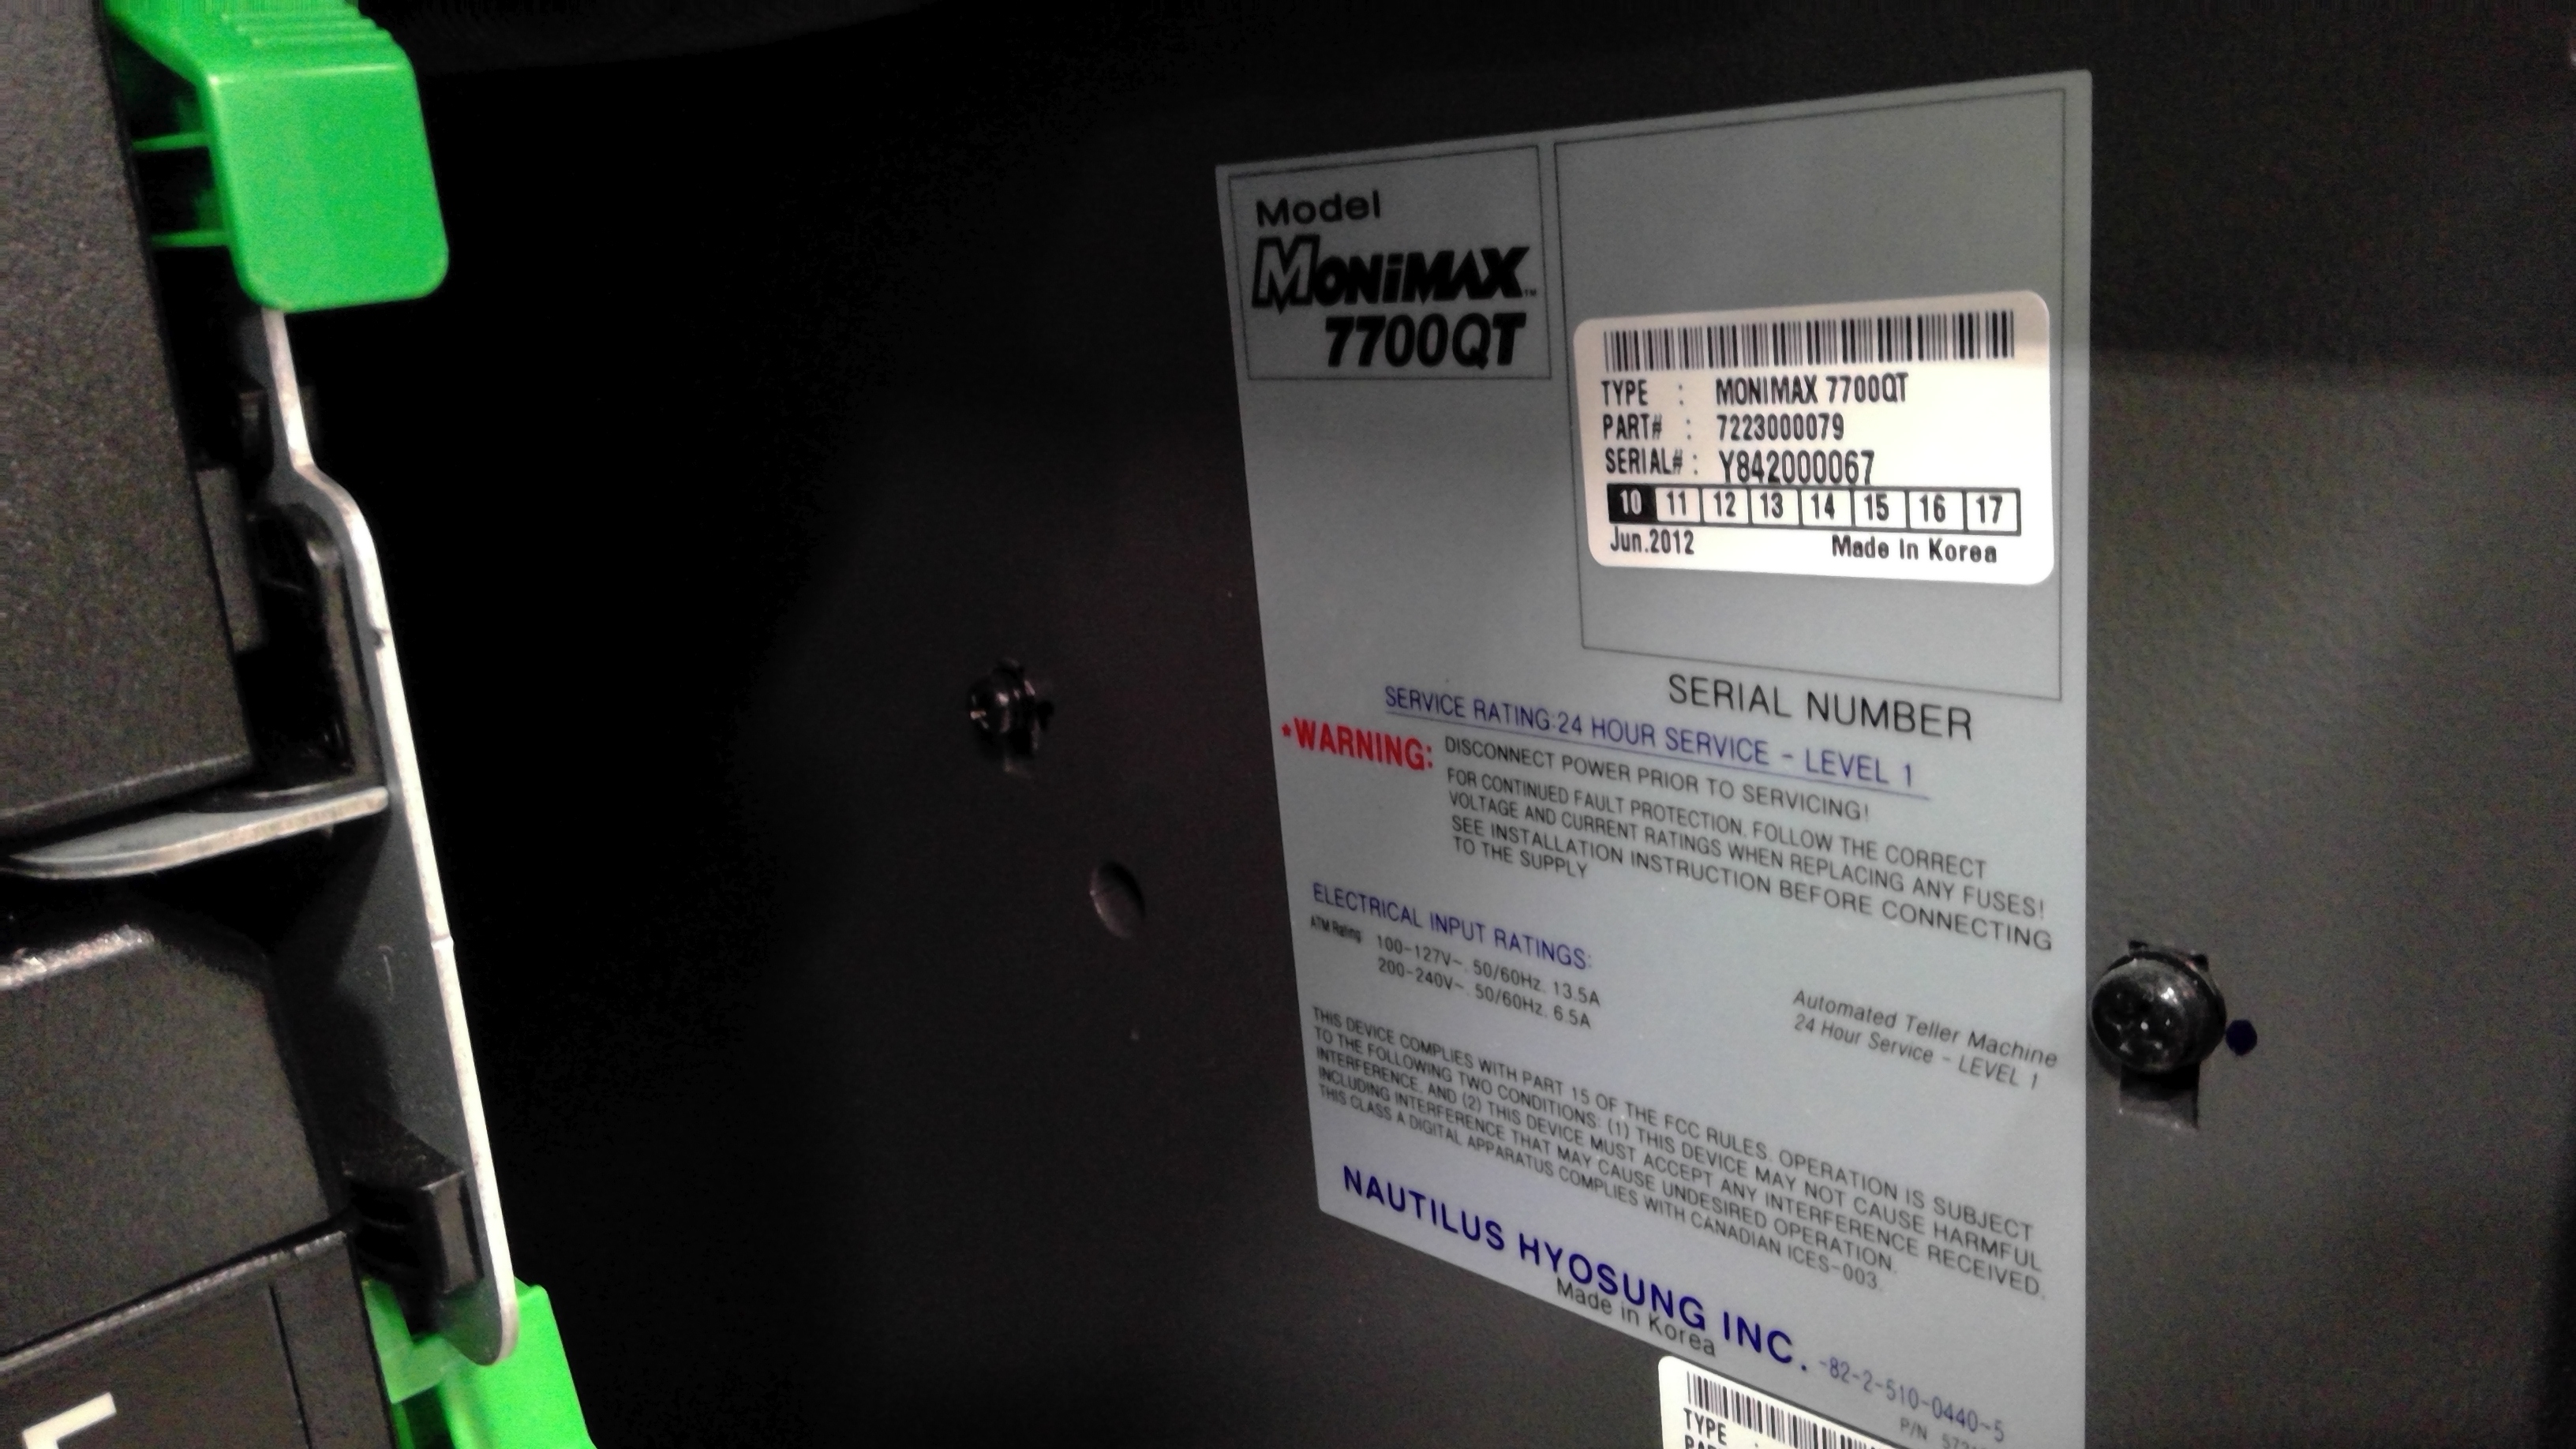 Model
MONiMAX™
7700QT
TYPE : MONIMAX 7700QT
PART# : 7223000079
SERIAL# : Y842000067
10 11 12 13 14 15 16 17
Jun.2012 Made In Korea
SERIAL NUMBER
SERVICE RATING:24 HOUR SERVICE - LEVEL 1
*WARNING: DISCONNECT POWER PRIOR TO SERVICING!
FOR CONTINUED FAULT PROTECTION. FOLLOW THE CORRECT
VOLTAGE AND CURRENT RATINGS WHEN REPLACING ANY FUSES!
SEE INSTALLATION INSTRUCTION BEFORE CONNECTING
TO THE SUPPLY
ELECTRICAL INPUT RATINGS:
ATM Rating 100-127V~. 50/60Hz. 13.5A
200-240V~. 50/60Hz. 6.5A
Automated Teller Machine
24 Hour Service - LEVEL 1
THIS DEVICE COMPLIES WITH PART 15 OF THE FCC RULES. OPERATION IS SUBJECT
TO THE FOLLOWING TWO CONDITIONS: (1) THIS DEVICE MAY NOT CAUSE HARMFUL
INTERFERENCE. AND (2) THIS DEVICE MUST ACCEPT ANY INTERFERENCE RECEIVED.
INCLUDING INTERFERENCE THAT MAY CAUSE UNDESIRED OPERATION.
THIS CLASS A DIGITAL APPARATUS COMPLIES WITH CANADIAN ICES-003.
NAUTILUS HYOSUNG INC. -82-2-510-0440-5
Made in Korea
P/N
TYPE